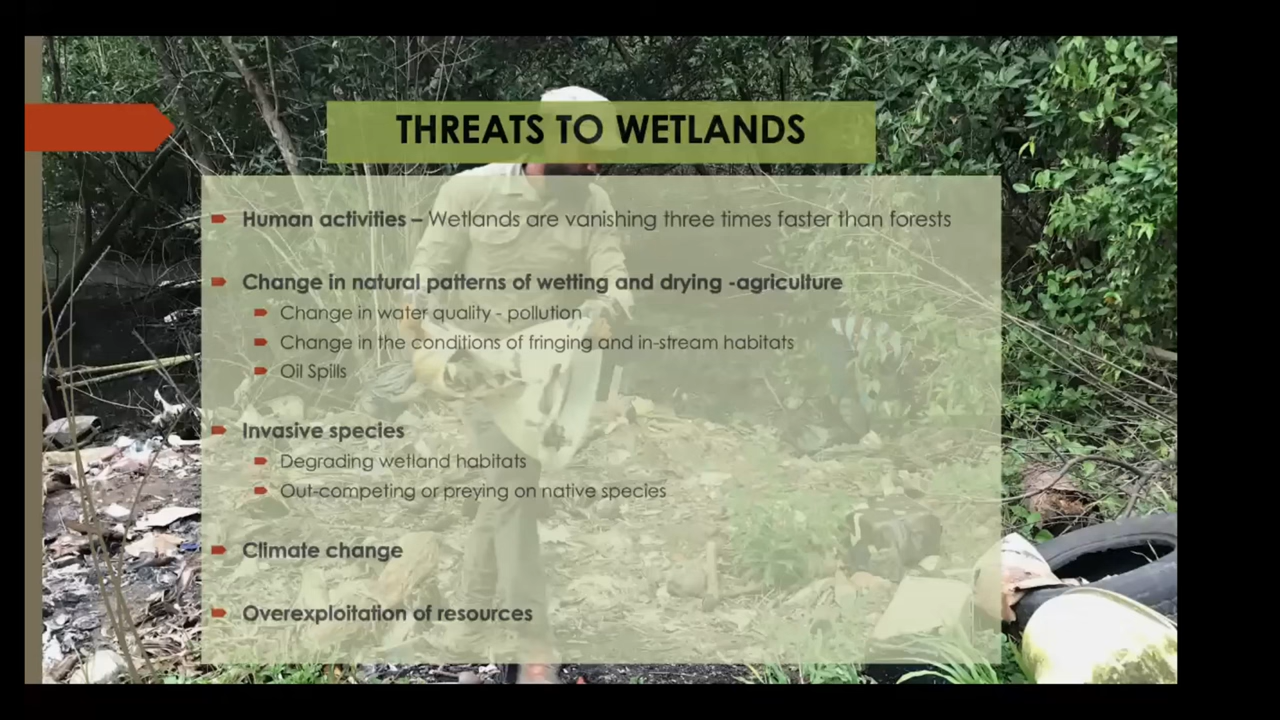 THREATS TO WETLANDS
Human activities – Wetlands are vanishing three times faster than forests
Change in natural patterns of wetting and drying -agriculture
Change in water quality - pollution
Change in the conditions of fringing and in-stream habitats
Oil Spills
Invasive species
Degrading wetland habitats
Out-competing or preying on native species
Climate change
Overexploitation of resources